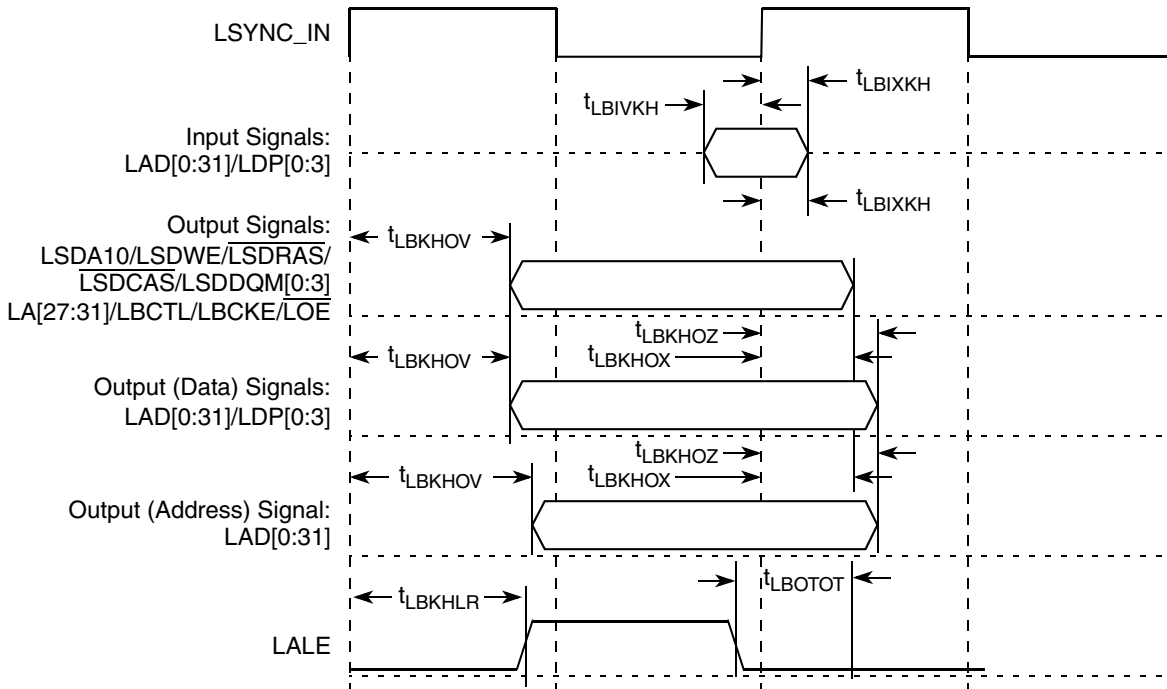 LSYNC_IN
tLBIXKH
tLBIVKH
Input Signals:
LAD[0:31]/LDP[0:3]
tLBIXKH
Output Signals:
tLBKHOV
LSDA10/LSDWE/LSDRAS/
LSDCAS/LSDDQM[0:3]
LA[27:31]/LBCTL/LBCKE/LOE
tLBKHOZ
tLBKHOV
tLBKHOX
Output (Data) Signals:
LAD[0:31]/LDP[0:3]
tLBKHOZ
tLBKHOV
tLBKHOX
Output (Address) Signal:
LAD[0:31]
tLBOTOT
tLBKHLR
LALE